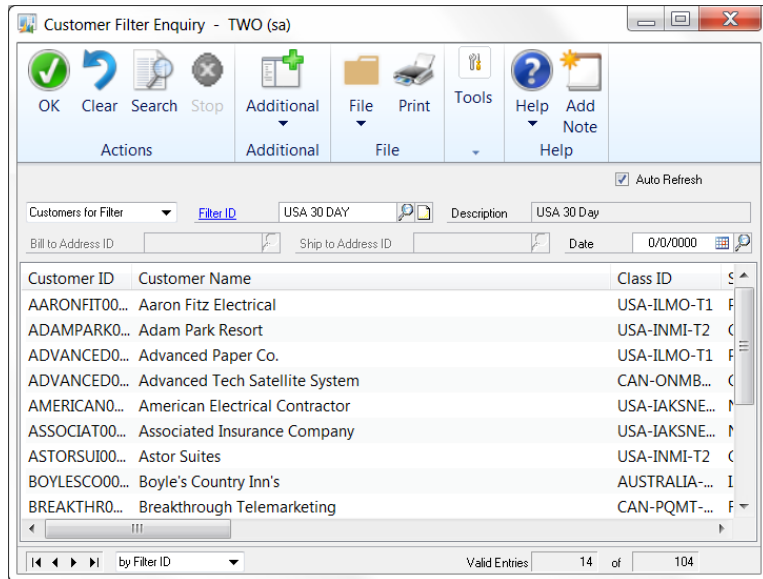 Customer Filter Enquiry - TWO (sa)
OK Clear Search Stop Additional File Print Tools Help Add Note
Actions Additional File Help
Auto Refresh
Customers for Filter Filter ID USA 30 DAY Description USA 30 Day
Bill to Address ID Ship to Address ID Date 0/0/0000
Customer ID Customer Name Class ID
AARONFIT00... Aaron Fitz Electrical USA-ILMO-T1
ADAMPARK0... Adam Park Resort USA-INMI-T2
ADVANCED0... Advanced Paper Co. USA-ILMO-T1
ADVANCED0... Advanced Tech Satellite System CAN-ONMB...
AMERICAN0... American Electrical Contractor USA-IAKSNE...
ASSOCIAT00... Associated Insurance Company USA-IAKSNE...
ASTORSUI00... Astor Suites USA-INMI-T2
BOYLESCO00... Boyle's Country Inn's AUSTRALIA-...
BREAKTHR0... Breakthrough Telemarketing CAN-PQMT-...
by Filter ID Valid Entries 14 of 104